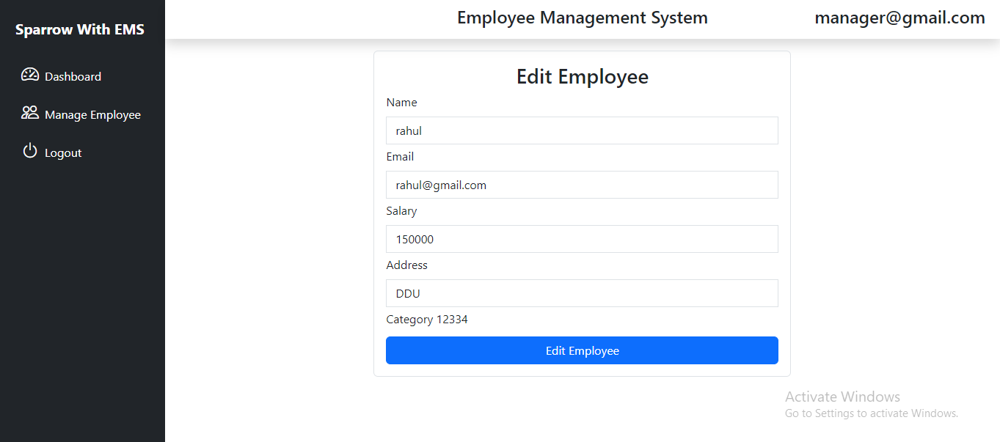 Sparrow With EMS
Dashboard
Manage Employee
Logout
Employee Management System
manager@gmail.com
Edit Employee
Name
rahul
Email
rahul@gmail.com
Salary
150000
Address
DDU
Category 12334
Edit Employee
Activate Windows
Go to Settings to activate Windows.